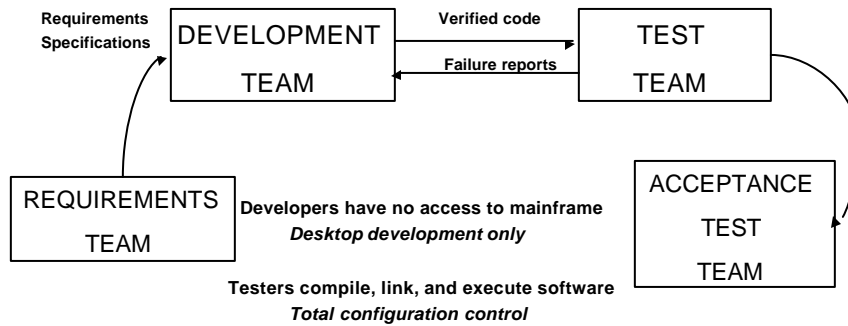 Requirements
Specifications
DEVELOPMENT
TEAM
Verified code
Failure reports
TEST
TEAM
REQUIREMENTS
TEAM
Developers have no access to mainframe
Desktop development only
ACCEPTANCE
TEST
TEAM
Testers compile, link, and execute software
Total configuration control